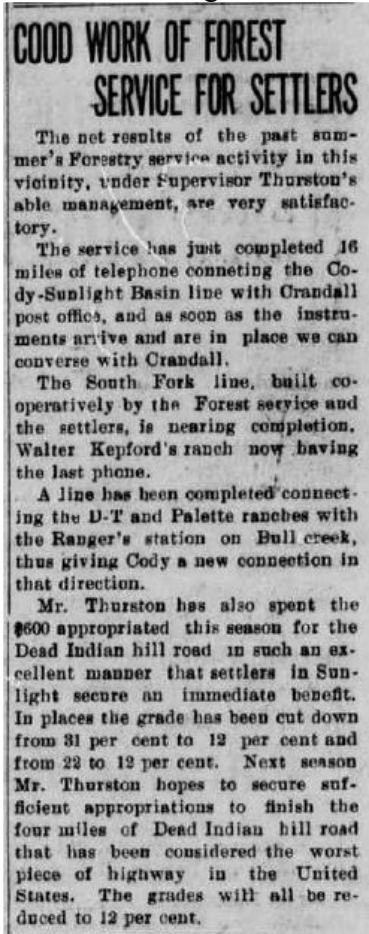 GOOD WORK OF FOREST
SERVICE FOR SETTLERS
The net results of the past sum-
mer's Forestry service activity in this
vicinity, under Supervisor Thurston's
able management, are very satisfac-
tory.
The service has just completed 16
miles of telephone conneting the Co-
dy-Sunlight Basin line with Crandall
post office, and as soon as the instru-
ments arrive and are in place we can
converse with Crandall.
The South Fork line, built co-
operatively by the Forest service and
the settlers, is nearing completion.
Walter Kepford's ranch now having
the last phone.
A line has been completed connect-
ing the D-T and Palette ranches with
the Ranger's station on Bull creek,
thus giving Cody a new connection in
that direction.
Mr. Thurston has also spent the
$600 appropriated this season for the
Dead Indian hill road in such an ex-
cellent manner that settlers in Sun-
light secure an immediate benefit.
In places the grade has been cut down
from 31 per cent to 12 per cent and
from 22 to 12 per cent. Next season
Mr. Thurston hopes to secure suf-
ficient appropriations to finish the
four miles of Dead Indian hill road
that has been considered the worst
piece of highway in the United
States. The grades will all be re-
duced to 12 per cent.